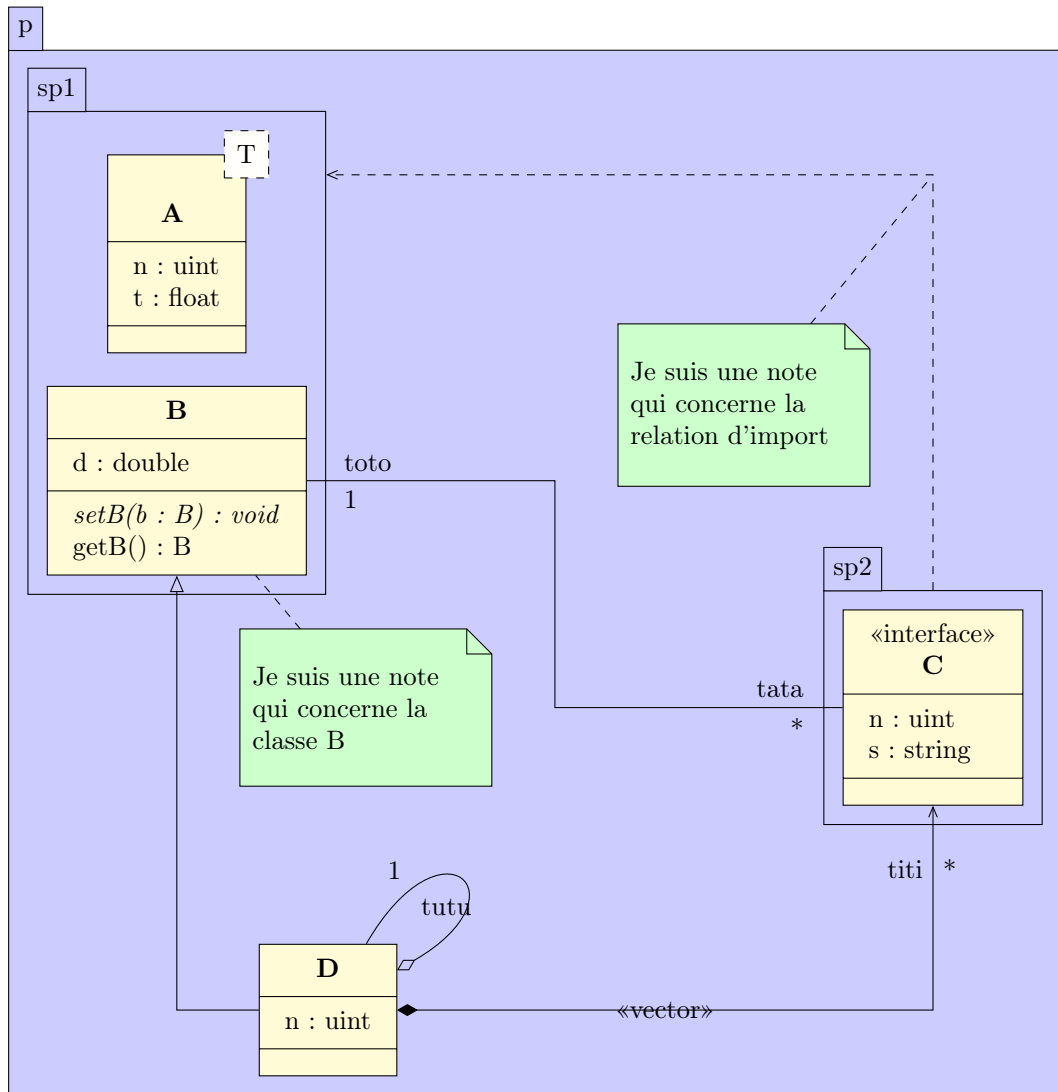 p
sp1
T
A
n : uint
t : float
B
d : double
setB(b : B) : void
getB() : B
toto
1
Je suis une note
qui concerne la
relation d'import
sp2
«interface»
C
n : uint
s : string
tata
*
Je suis une note
qui concerne la
classe B
titi
*
1
tutu
D
n : uint
«vector»